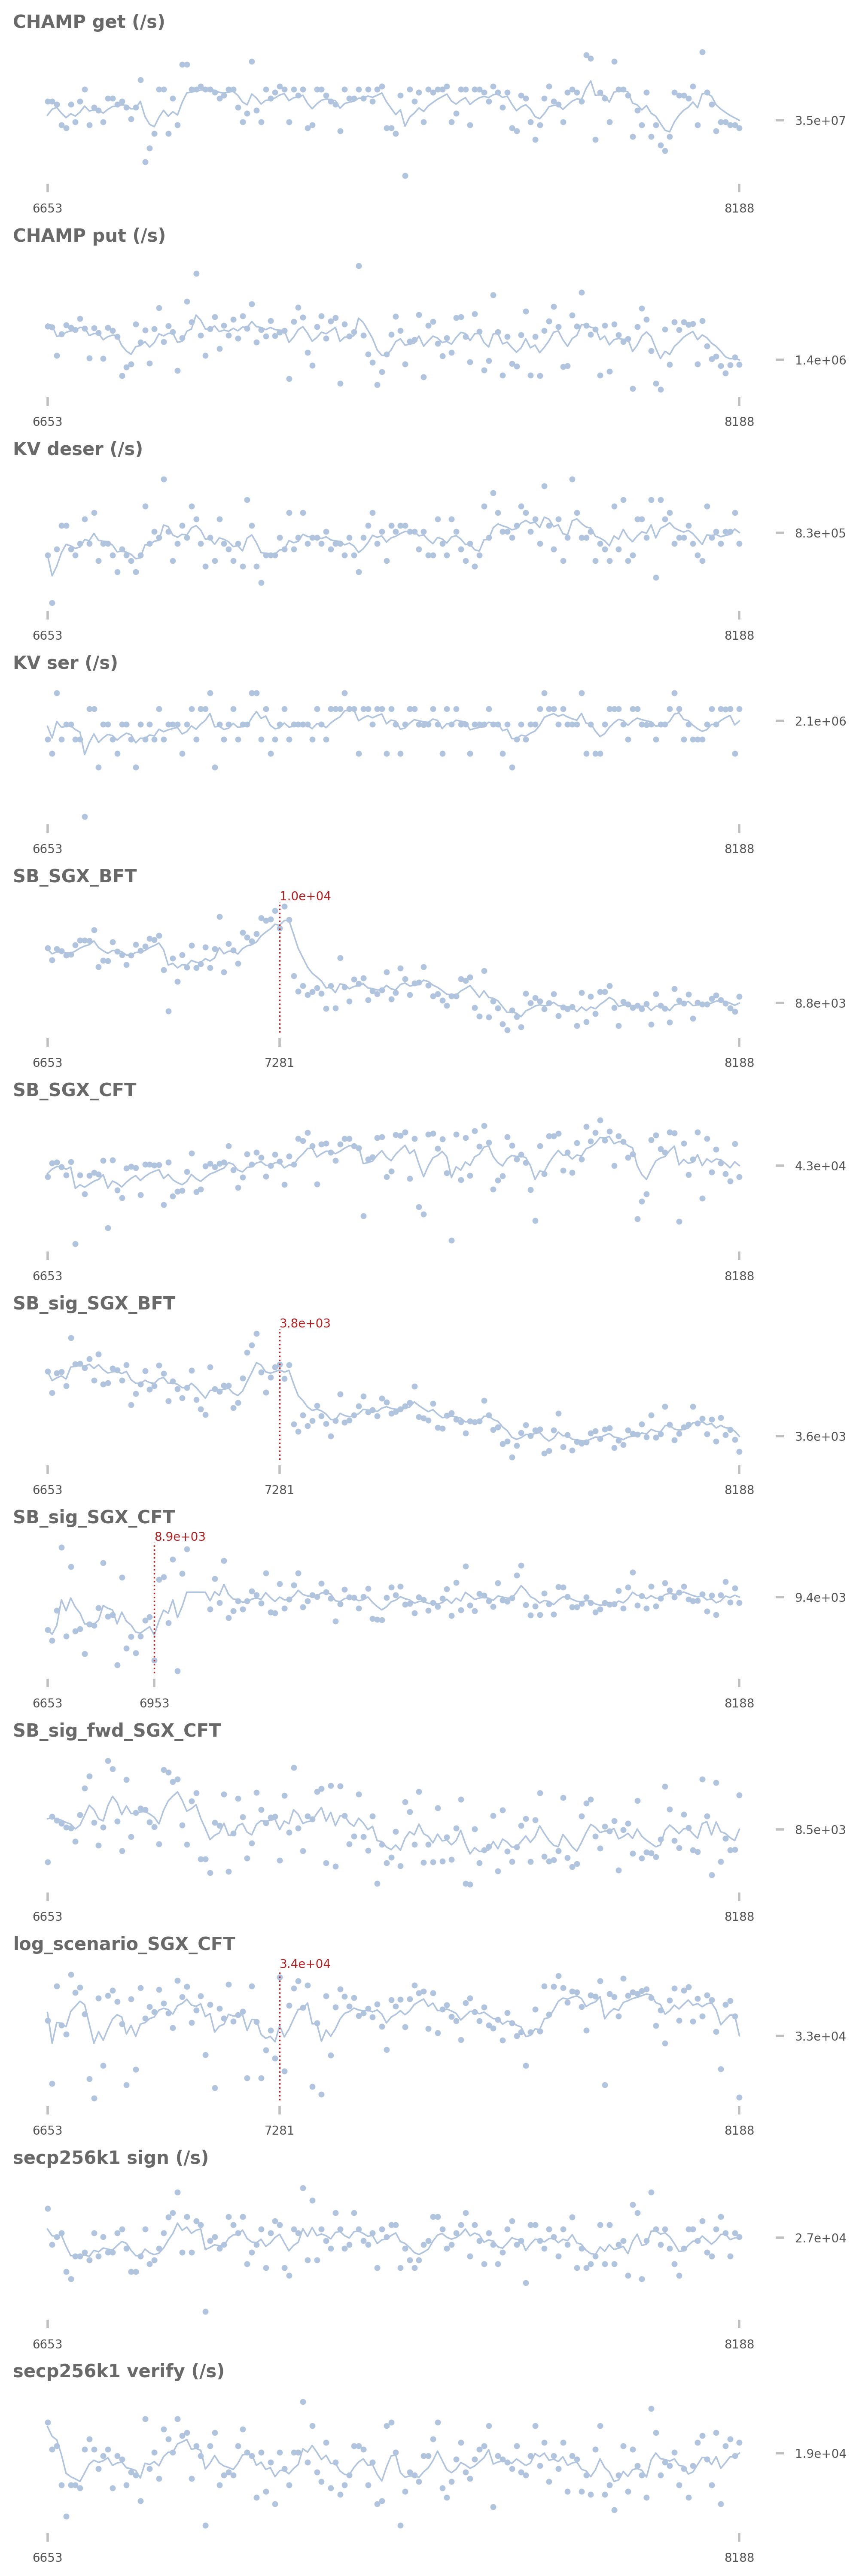 CHAMP get (/s)
3.5e+07
6653 8188
CHAMP put (/s)
1.4e+06
6653 8188
KV deser (/s)
8.3e+05
6653 8188
KV ser (/s)
2.1e+06
6653 8188
SB_SGX_BFT
1.0e+04
8.8e+03
6653 7281 8188
SB_SGX_CFT
4.3e+04
6653 8188
SB_sig_SGX_BFT
3.8e+03
3.6e+03
6653 7281 8188
SB_sig_SGX_CFT
8.9e+03
9.4e+03
6653 6953 8188
SB_sig_fwd_SGX_CFT
8.5e+03
6653 8188
log_scenario_SGX_CFT
3.4e+04
3.3e+04
6653 7281 8188
secp256k1 sign (/s)
2.7e+04
6653 8188
secp256k1 verify (/s)
1.9e+04
6653 8188